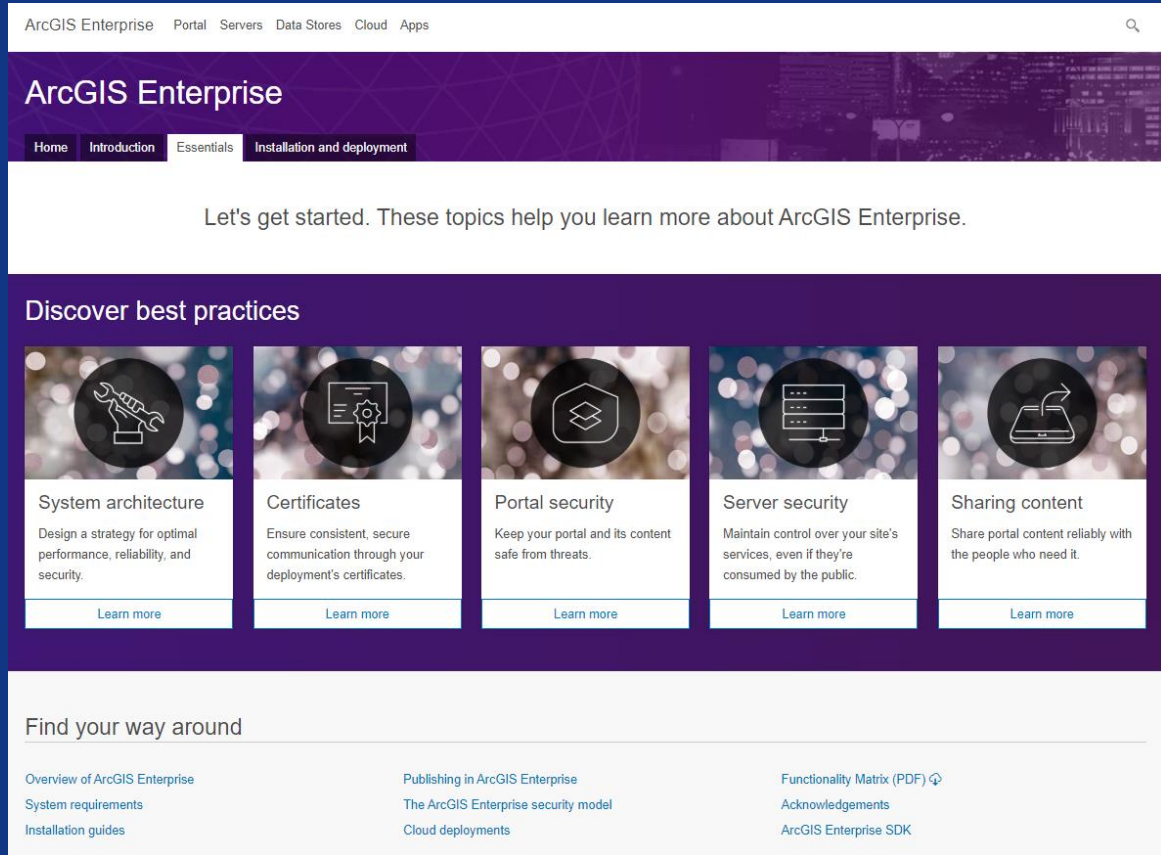 ArcGIS Enterprise Portal Servers Data Stores Cloud Apps
ArcGIS Enterprise
Home Introduction Essentials Installation and deployment
Let's get started. These topics help you learn more about ArcGIS Enterprise.
Discover best practices
System architecture
Design a strategy for optimal
performance, reliability, and
security.
Learn more
Certificates
Ensure consistent, secure
communication through your
deployment's certificates.
Learn more
Portal security
Keep your portal and its content
safe from threats.
Learn more
Server security
Maintain control over your site's
services, even if they're
consumed by the public.
Learn more
Sharing content
Share portal content reliably with
the people who need it.
Learn more
Find your way around
Overview of ArcGIS Enterprise
System requirements
Installation guides
Publishing in ArcGIS Enterprise
The ArcGIS Enterprise security model
Cloud deployments
Functionality Matrix (PDF)
Acknowledgements
ArcGIS Enterprise SDK